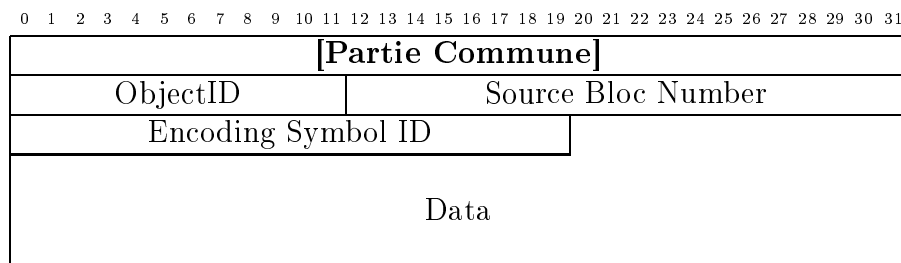 0 1 2 3 4 5 6 7 8 9 10 11 12 13 14 15 16 17 18 19 20 21 22 23 24 25 26 27 28 29 30 31
[Partie Commune]
ObjectID Source Bloc Number
Encoding Symbol ID
Data